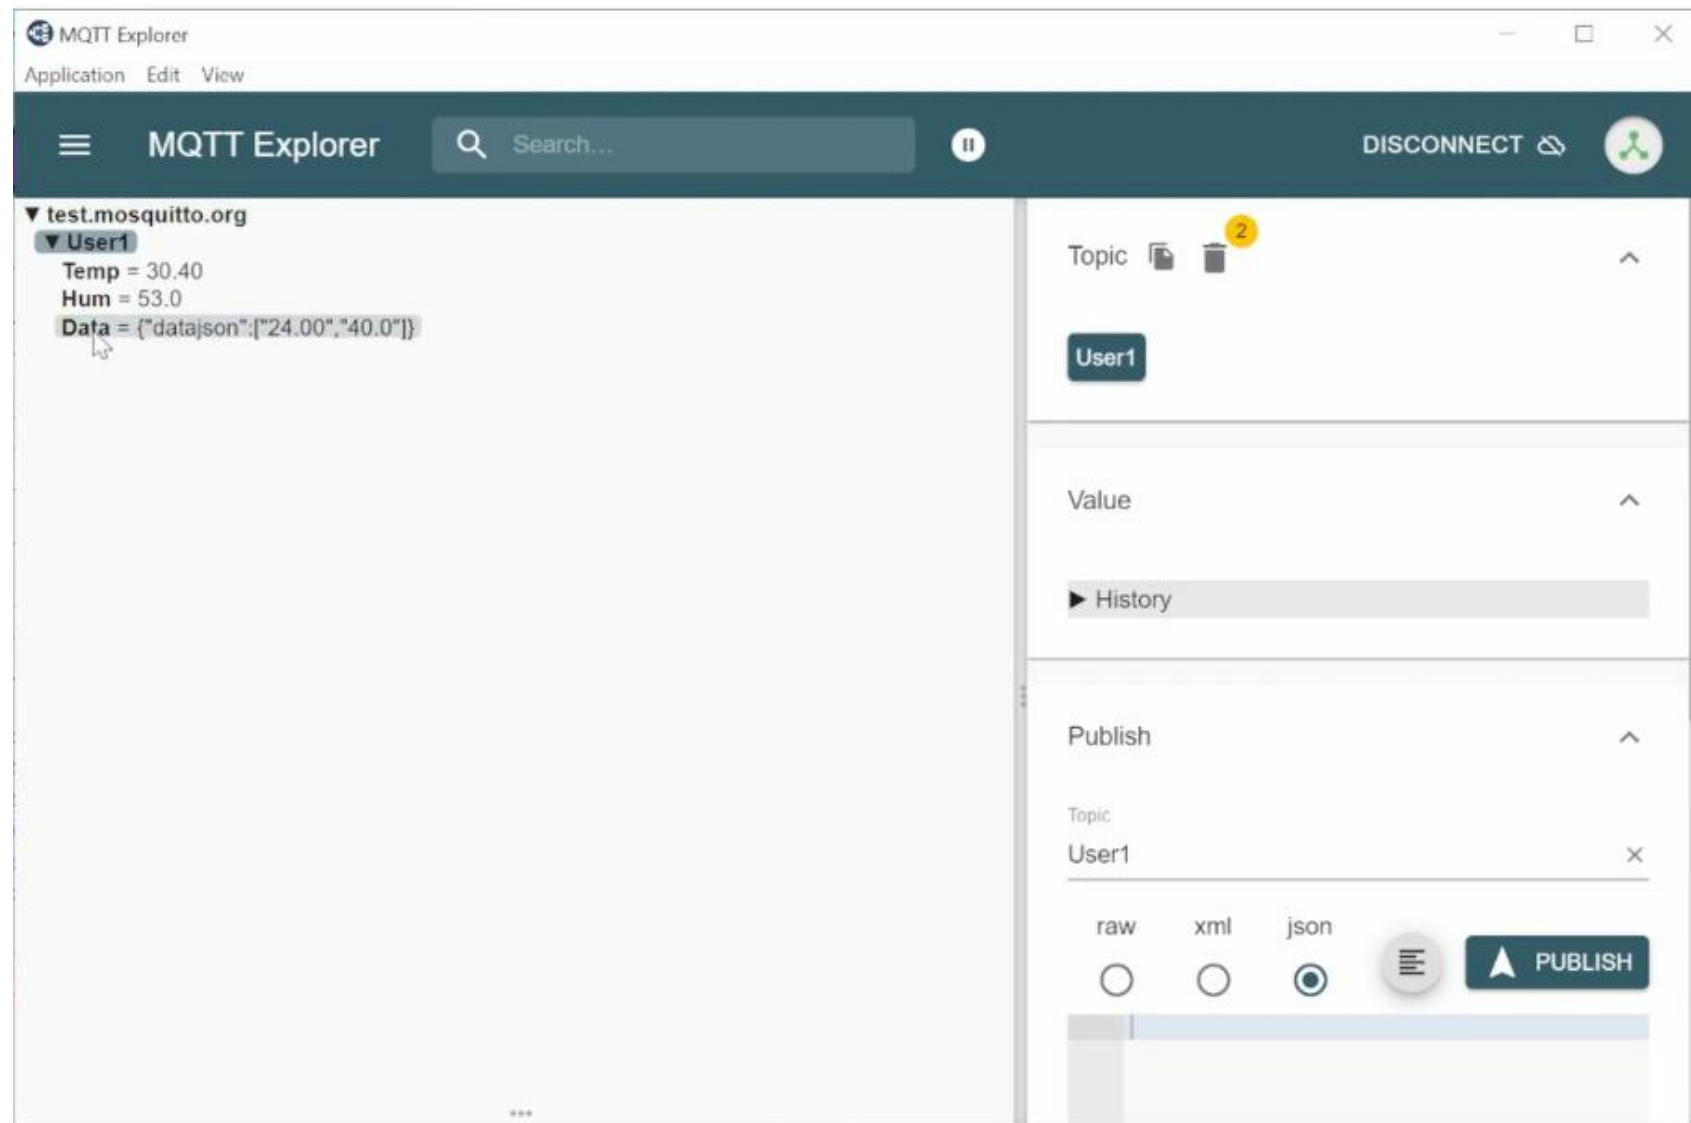 MQTT Explorer
Application Edit View
MQTT Explorer Search... DISCONNECT
▼ test.mosquitto.org
▼ User1
Temp = 30.40
Hum = 53.0
Data = {"datajson":["24.00","40.0"]}
Topic 2
User1
Value
▶ History
Publish
Topic
User1
raw xml json
PUBLISH